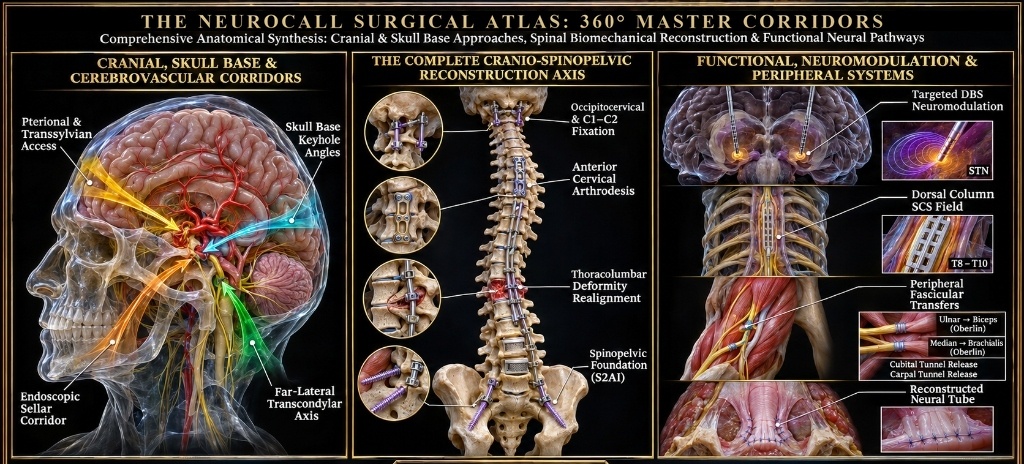 THE NEUROCALL SURGICAL ATLAS: 360° MASTER CORRIDORS
Comprehensive Anatomical Synthesis: Cranial & Skull Base Approaches, Spinal Biomechanical Reconstruction & Functional Neural Pathways
CRANIAL, SKULL BASE &
CEREBROVASCULAR CORRIDORS
Pterional &
Transsylvian
Access
Skull Base
Keyhole
Angles
Endoscopic
Sellar
Corridor
Far-Lateral
Transcondylar
Axis
THE COMPLETE CRANIO-SPINOPELVIC
RECONSTRUCTION AXIS
Occipitocervical
& C1–C2
Fixation
Anterior
Cervical
Arthrodesis
Thoracolumbar
Deformity
Realignment
Spinopelvic
Foundation
(S2AI)
FUNCTIONAL, NEUROMODULATION &
PERIPHERAL SYSTEMS
Targeted DBS
Neuromodulation
STN
Dorsal Column
SCS Field
T8 – T10
Peripheral
Fascicular
Transfers
Ulnar → Biceps
(Oberlin)
Median → Brachialis
(Oberlin)
Cubital Tunnel Release
Carpal Tunnel Release
Reconstructed
Neural Tube